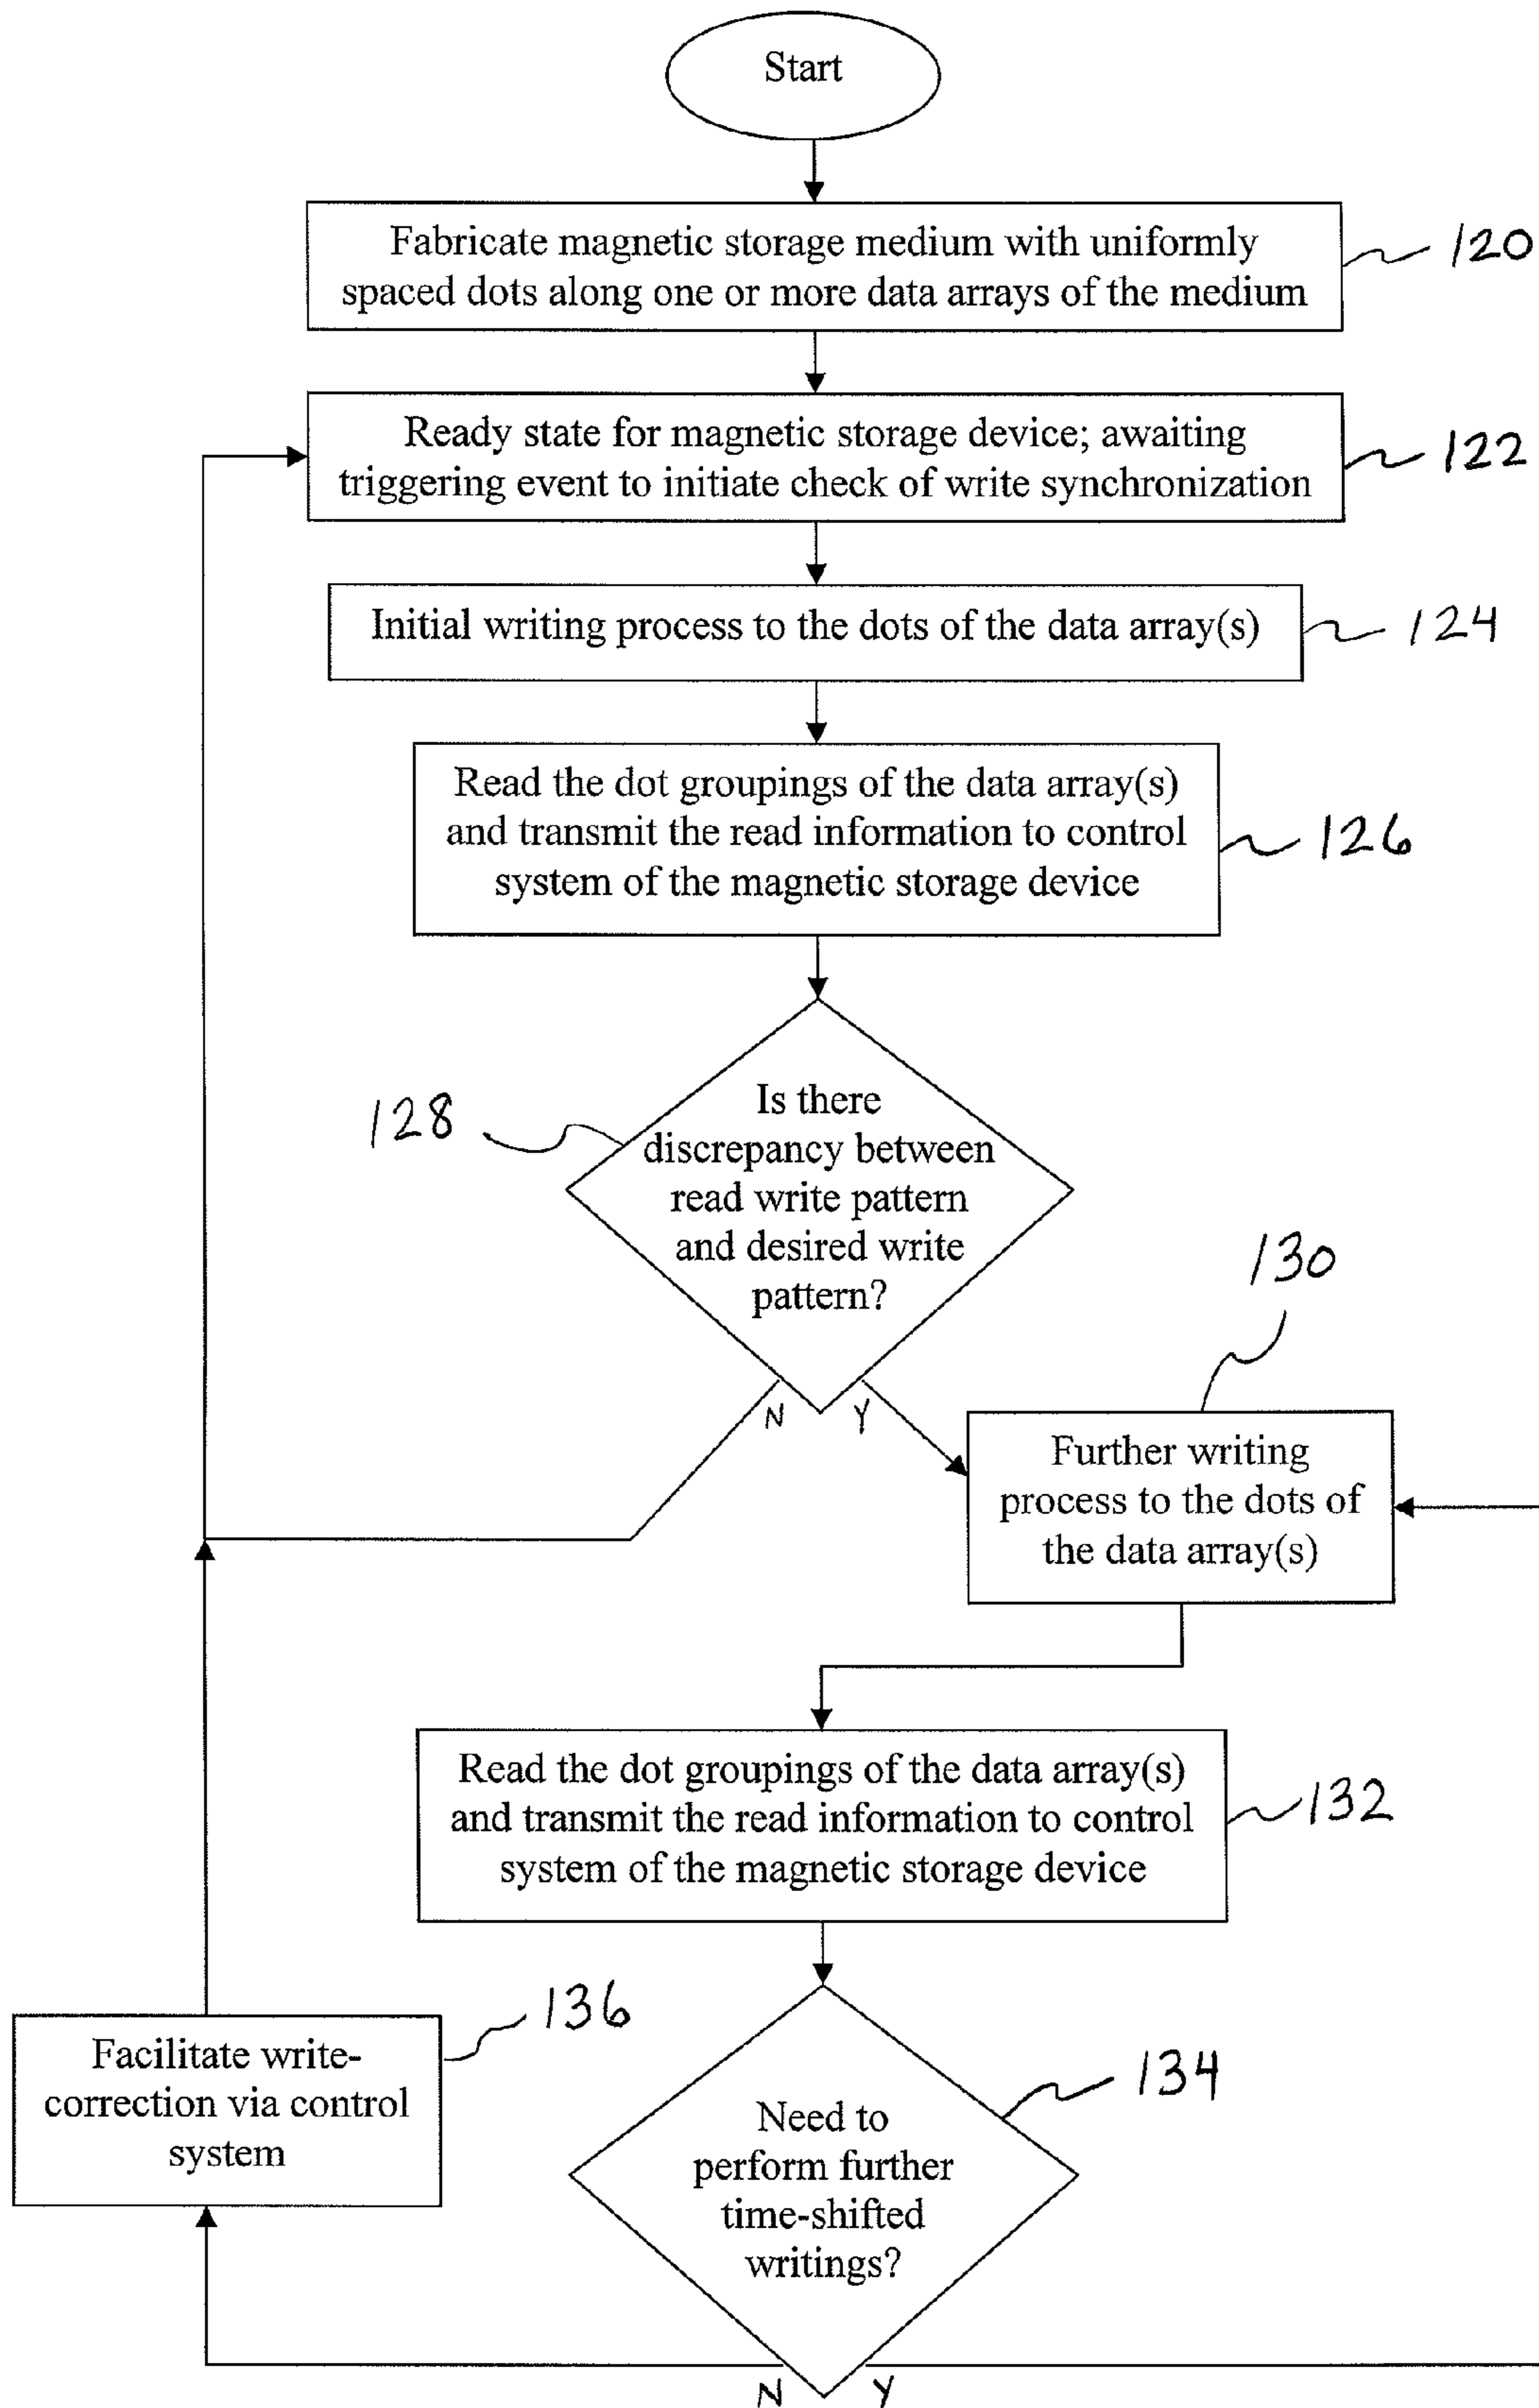 Start
Fabricate magnetic storage medium with uniformly
spaced dots along one or more data arrays of the medium
120
Ready state for magnetic storage device; awaiting
triggering event to initiate check of write synchronization
122
Initial writing process to the dots of the data array(s)
124
Read the dot groupings of the data array(s)
and transmit the read information to control
system of the magnetic storage device
126
128
Is there
discrepancy between
read write pattern
and desired write
pattern?
N
Y
130
Further writing
process to the dots of
the data array(s)
Read the dot groupings of the data array(s)
and transmit the read information to control
system of the magnetic storage device
132
136
Facilitate write-
correction via control
system
134
Need to
perform further
time-shifted
writings?
N
Y